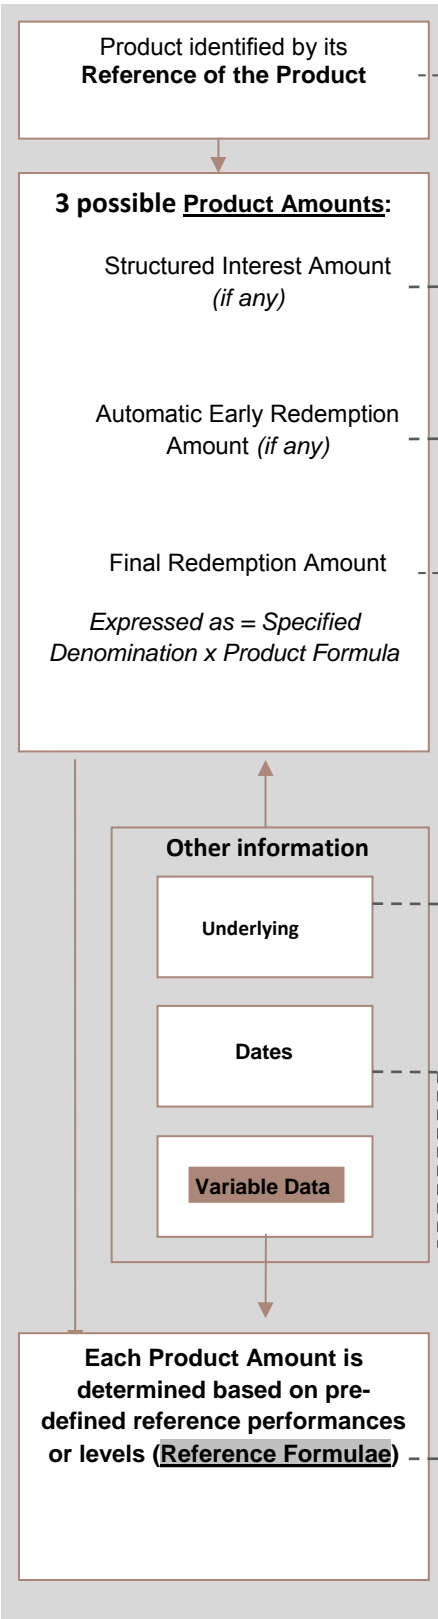 Product identified by its
Reference of the Product
3 possible Product Amounts:
Structured Interest Amount
(if any)
Automatic Early Redemption
Amount (if any)
Final Redemption Amount
Expressed as = Specified
Denomination x Product Formula
Other information
Underlying
Dates
Variable Data
Each Product Amount is
determined based on pre-
defined reference performances
or levels (Reference Formulae)